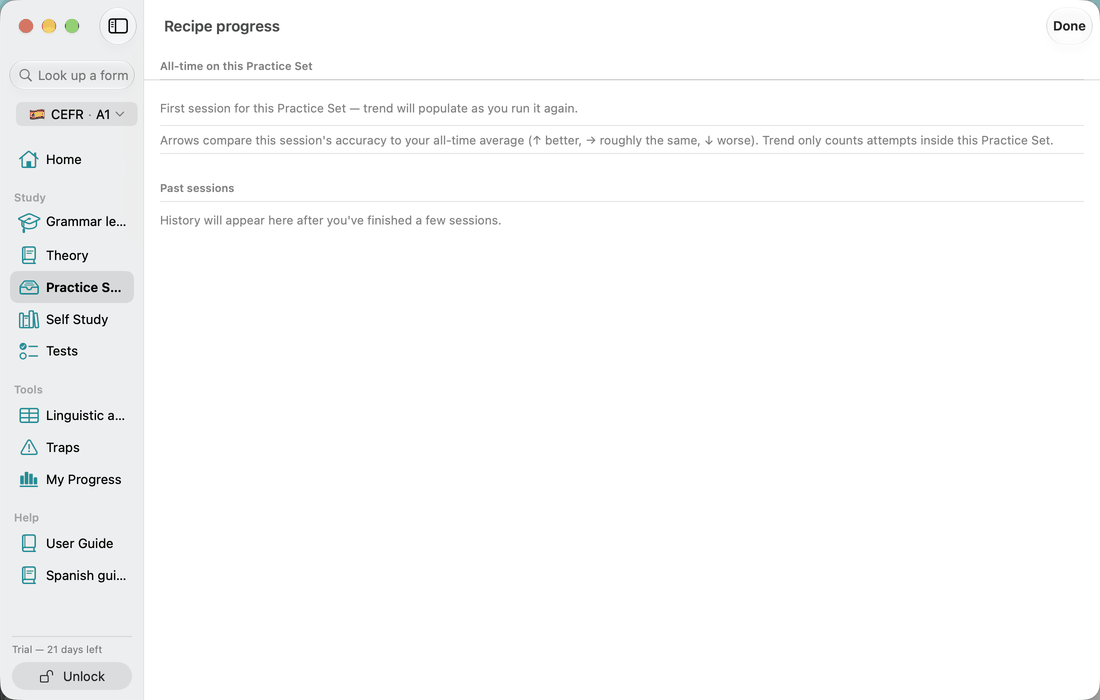 Recipe progress
Done
Look up a form
CEFR · A1
Home
Study
Grammar le...
Theory
Practice S...
Self Study
Tests
Tools
Linguistic a...
Traps
My Progress
Help
User Guide
Spanish gui...
Trial — 21 days left
Unlock
All-time on this Practice Set
First session for this Practice Set — trend will populate as you run it again.
Arrows compare this session's accuracy to your all-time average (↑ better, → roughly the same, ↓ worse). Trend only counts attempts inside this Practice Set.
Past sessions
History will appear here after you've finished a few sessions.